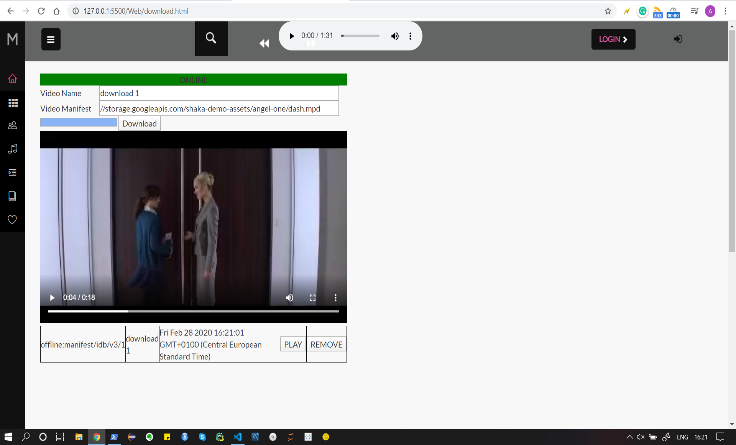 127.0.0.1:5500/Web/download.html
A
M
0:00 / 1:31
LOGIN
ONLINE
Video Name download 1
Video Manifest //storage.googleapis.com/shaka-demo-assets/angel-one/dash.mpd
Download
0:04 / 0:18
offline:manifest/idb/v3/1
download 1
Fri Feb 28 2020 16:21:01
GMT+0100 (Central European
Standard Time)
PLAY
REMOVE
ENG 16:21